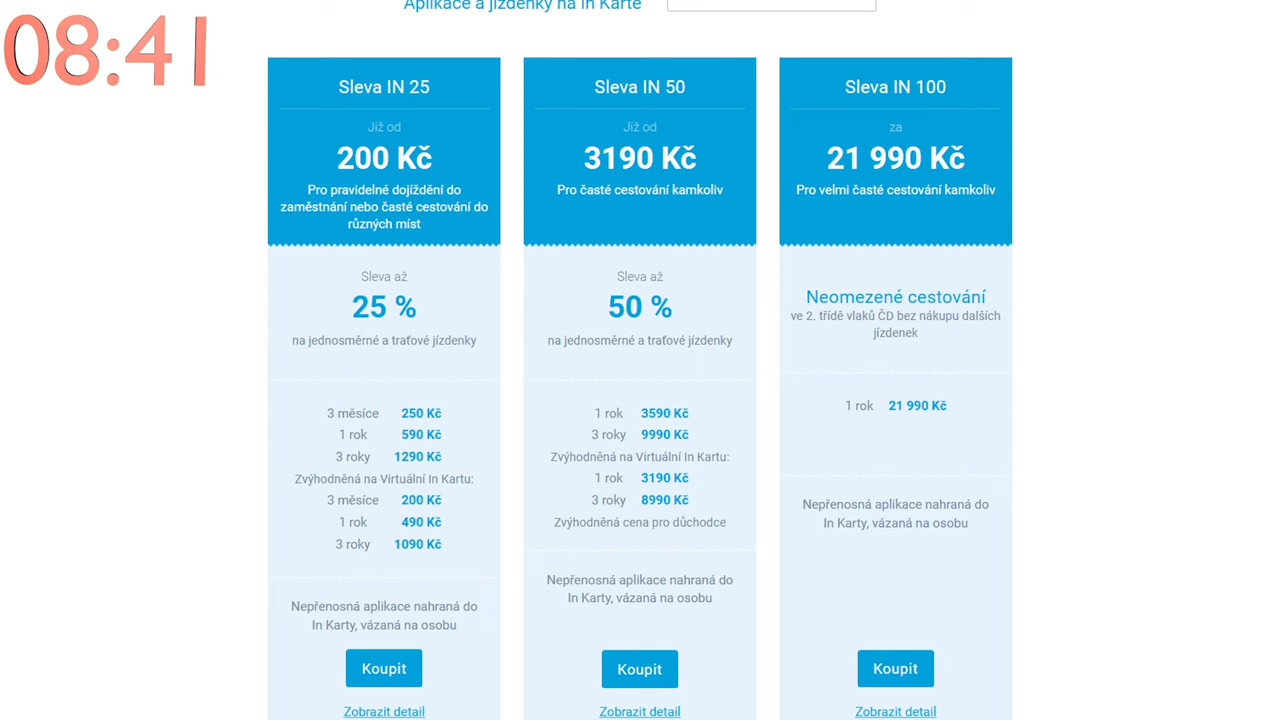 08:41
Aplikace a jízdenky na In Kartě
Sleva IN 25
Již od
200 Kč
Pro pravidelné dojíždění do
zaměstnání nebo časté cestování do
různých míst
Sleva až
25 %
na jednosměrné a traťové jízdenky
3 měsíce 250 Kč
1 rok 590 Kč
3 roky 1290 Kč
Zvýhodněná na Virtuální In Kartu:
3 měsíce 200 Kč
1 rok 490 Kč
3 roky 1090 Kč
Nepřenosná aplikace nahraná do
In Karty, vázaná na osobu
Koupit
Zobrazit detail
Sleva IN 50
Již od
3190 Kč
Pro časté cestování kamkoliv
Sleva až
50 %
na jednosměrné a traťové jízdenky
1 rok 3590 Kč
3 roky 9990 Kč
Zvýhodněná na Virtuální In Kartu:
1 rok 3190 Kč
3 roky 8990 Kč
Zvýhodněná cena pro důchodce
Nepřenosná aplikace nahraná do
In Karty, vázaná na osobu
Koupit
Zobrazit detail
Sleva IN 100
za
21 990 Kč
Pro velmi časté cestování kamkoliv
Neomezené cestování
ve 2. třídě vlaků ČD bez nákupu dalších
jízdenek
1 rok 21 990 Kč
Nepřenosná aplikace nahraná do
In Karty, vázaná na osobu
Koupit
Zobrazit detail